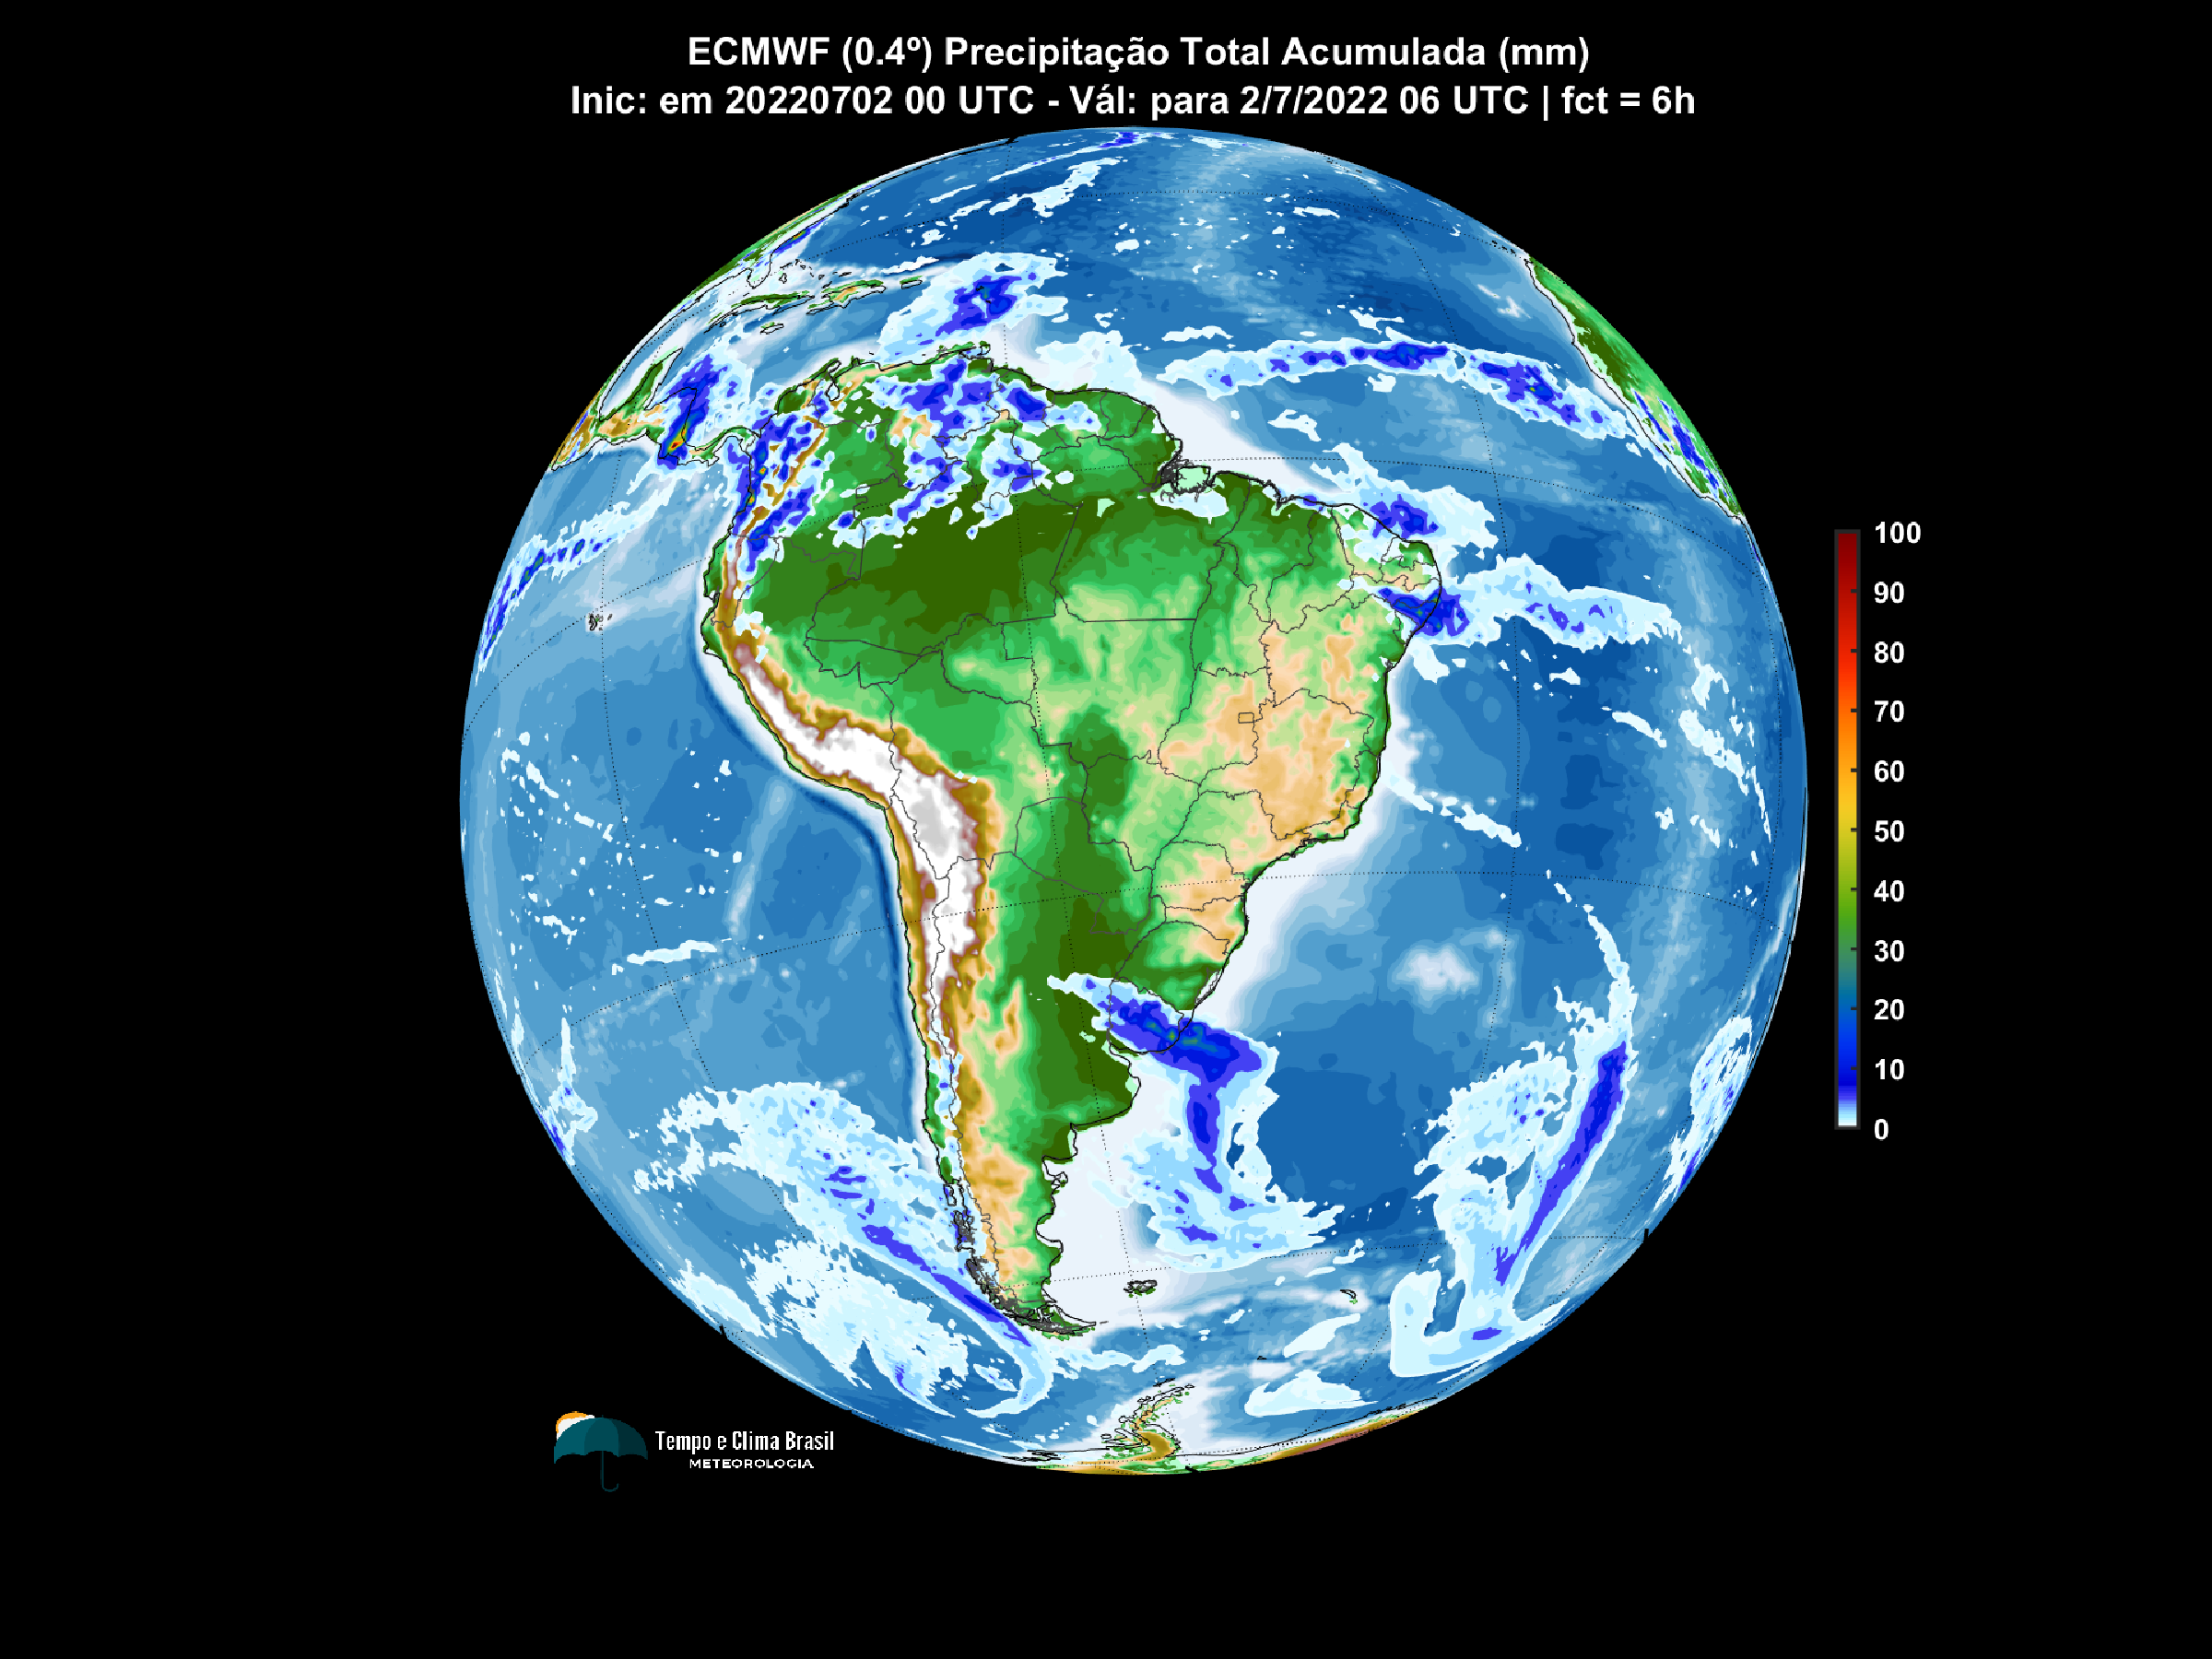 ECMWF (0.4º) Precipitação Total Acumulada (mm)
Inic: em 20220702 00 UTC - Vál: para 2/7/2022 06 UTC | fct = 6h
100
90
80
70
60
50
40
30
20
10
0
Tempo e Clima Brasil
METEOROLOGIA